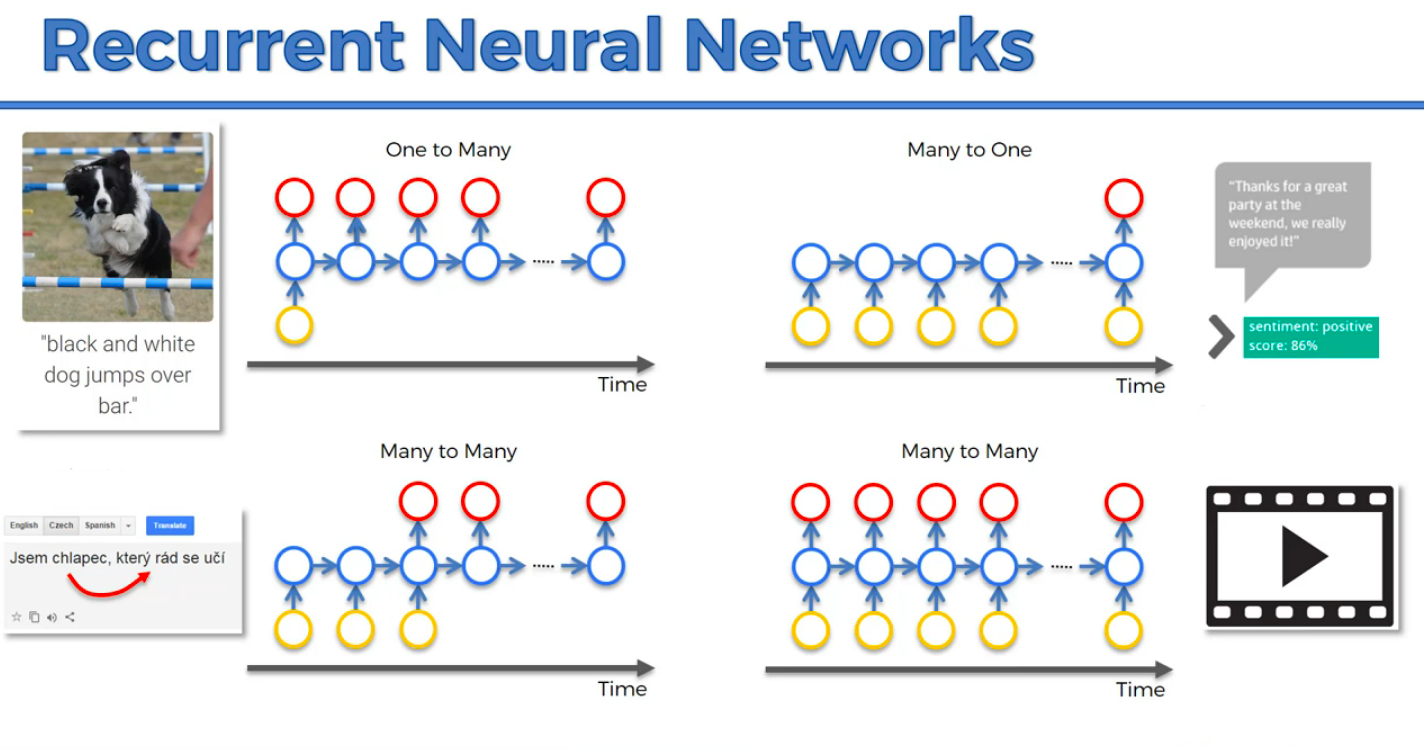 Recurrent Neural Networks
One to Many
"black and white
dog jumps over
bar."
Time
Many to One
"Thanks for a great
party at the
weekend, we really
enjoyed it!"
sentiment: positive
score: 86%
Time
Many to Many
English Czech Spanish Translate
Jsem chlapec, který rád se učí
Time
Many to Many
Time